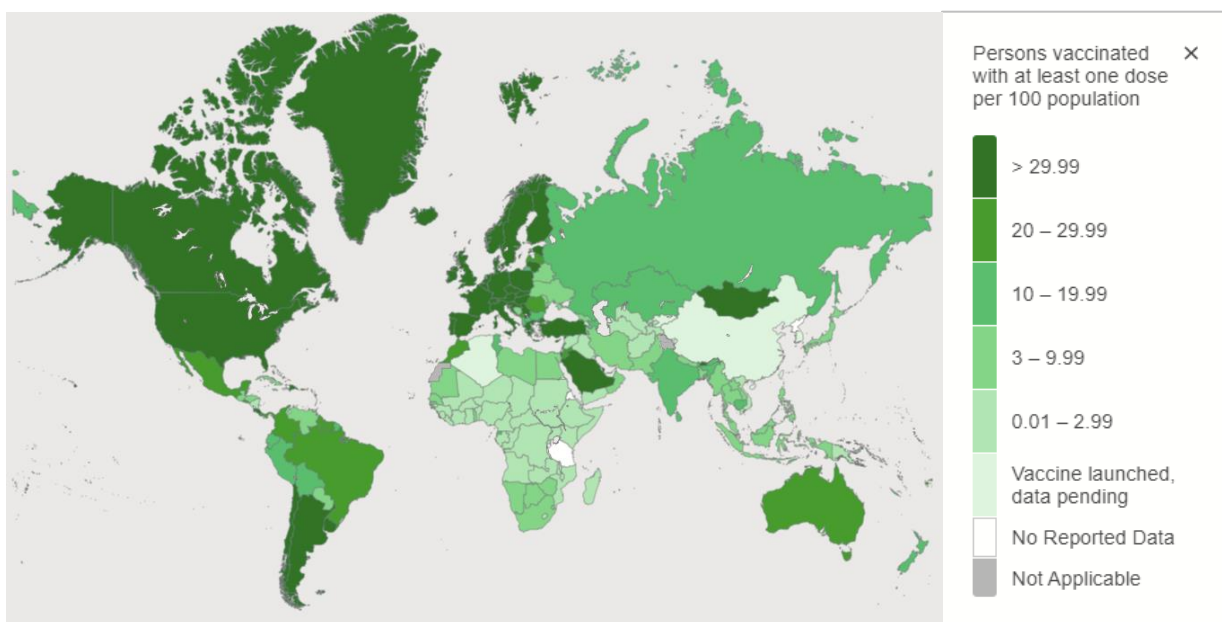 Persons vaccinated
with at least one dose
per 100 population
×
> 29.99
20 – 29.99
10 – 19.99
3 – 9.99
0.01 – 2.99
Vaccine launched,
data pending
No Reported Data
Not Applicable